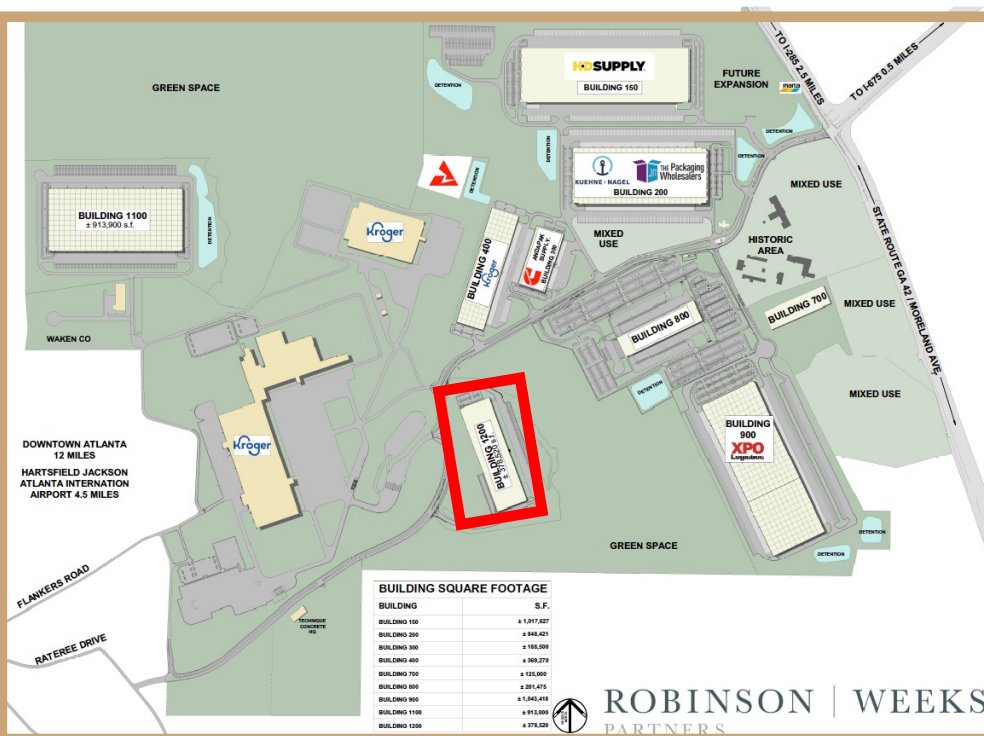 TO I-285 2.5 MILES
TO I-675 0.5 MILES
HDSUPPLY
BUILDING 150
GREEN SPACE
FUTURE
EXPANSION
marta
DETENTION
DETENTION
DETENTION
DETENTION
DETENTION
KUEHNE+NAGEL
THE Packaging
Wholesalers
BUILDING 200
MIXED USE
BUILDING 1100
± 913,900 s.f.
DETENTION
Kroger
BUILDING 400
Kroger
ANDAPAK
SUPPLY.
BUILDING 300
MIXED
USE
HISTORIC
AREA
STATE ROUTE GA 42 / MORELAND AVE.
BUILDING 700
MIXED USE
BUILDING 800
WAKEN CO
DETENTION
MIXED USE
BUILDING
900
XPO
Logistics
Kroger
BUILDING 1200
± 378,520 s.f.
DOWNTOWN ATLANTA
12 MILES
HARTSFIELD JACKSON
ATLANTA INTERNATION
AIRPORT 4.5 MILES
GREEN SPACE
DETENTION
DETENTION
FLANKERS ROAD
RATEREE DRIVE
TECHNIQUE
CONCRETE
HQ
BUILDING SQUARE FOOTAGE
BUILDING S.F.
BUILDING 150 ± 1,017,627
BUILDING 200 ± 848,421
BUILDING 300 ± 188,500
BUILDING 400 ± 369,270
BUILDING 700 ± 125,000
BUILDING 800 ± 201,475
BUILDING 900 ± 1,043,418
BUILDING 1100 ± 913,000
BUILDING 1200 ± 378,520
ROBINSON | WEEKS
PARTNERS